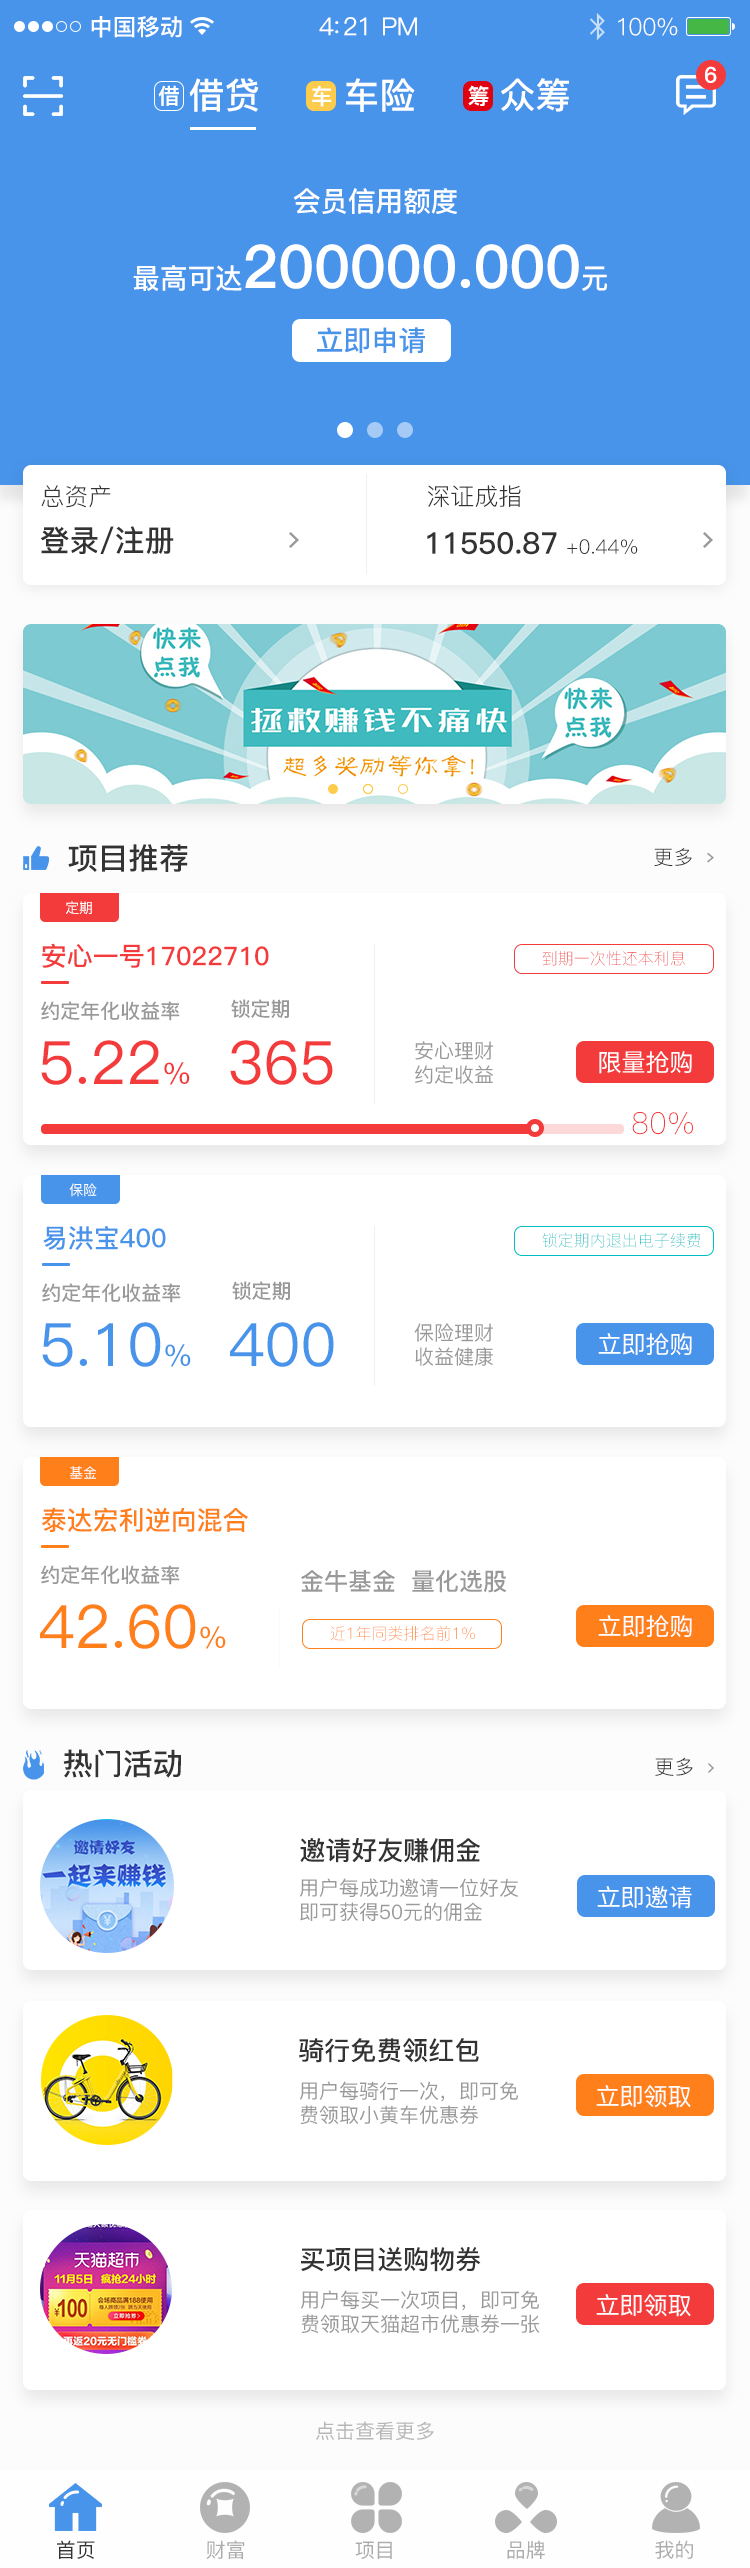 中国移动 4:21 PM 100%
借 借贷 车 车险 筹 众筹 6
会员信用额度
最高可达200000.000元
立即申请
总资产
登录/注册
深证成指
11550.87 +0.44%
快来
点我
拯救赚钱不痛快
超多奖励等你拿!
快来
点我
项目推荐 更多
定期
安心一号17022710 到期一次性还本利息
约定年化收益率 锁定期
5.22% 365
安心理财
约定收益
限量抢购
80%
保险
易洪宝400 锁定期内退出电子续费
约定年化收益率 锁定期
5.10% 400
保险理财
收益健康
立即抢购
基金
泰达宏利逆向混合
约定年化收益率
42.60%
金牛基金 量化选股
近1年同类排名前1%
立即抢购
热门活动 更多
邀请好友
一起来赚钱
邀请好友赚佣金
用户每成功邀请一位好友
即可获得50元的佣金
立即邀请
骑行免费领红包
用户每骑行一次，即可免
费领取小黄车优惠券
立即领取
天猫超市
11月5日 疯抢24小时
¥100
会场商品满188使用
立即抢券
再返20元无门槛券
买项目送购物券
用户每买一次项目，即可免
费领取天猫超市优惠券一张
立即领取
点击查看更多
首页 财富 项目 品牌 我的